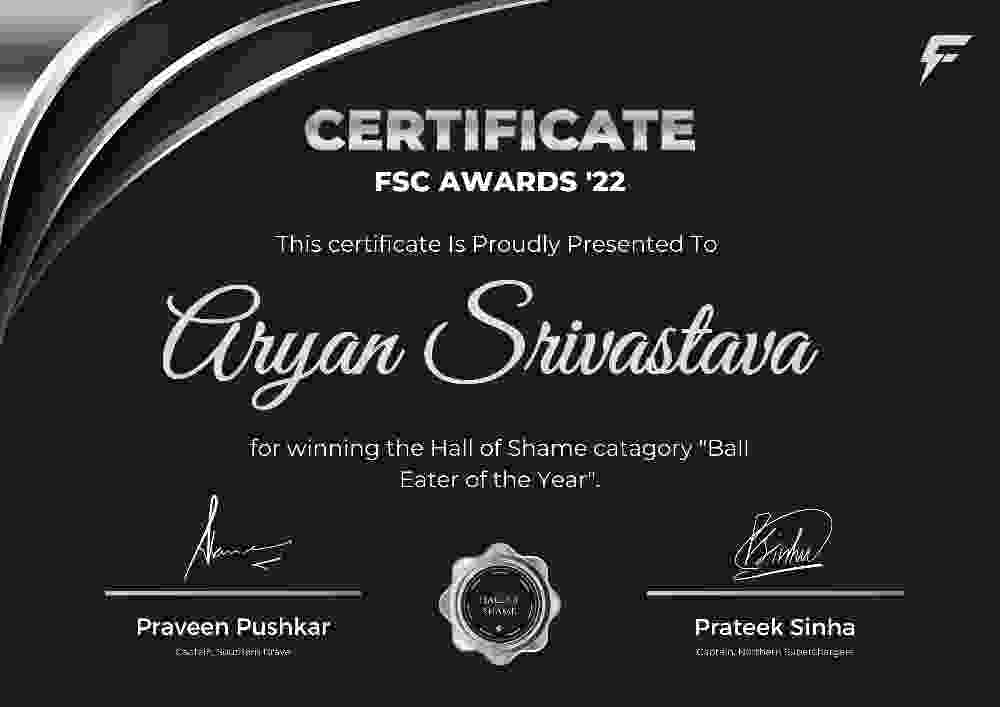 CERTIFICATE
FSC AWARDS '22
This certificate Is Proudly Presented To
Aryan Srivastava
for winning the Hall of Shame catagory "Ball
Eater of the Year".
HALL OF
SHAME
Praveen Pushkar
Prateek Sinha
Captain, Southern Brave
Captain, Northern Superchargers